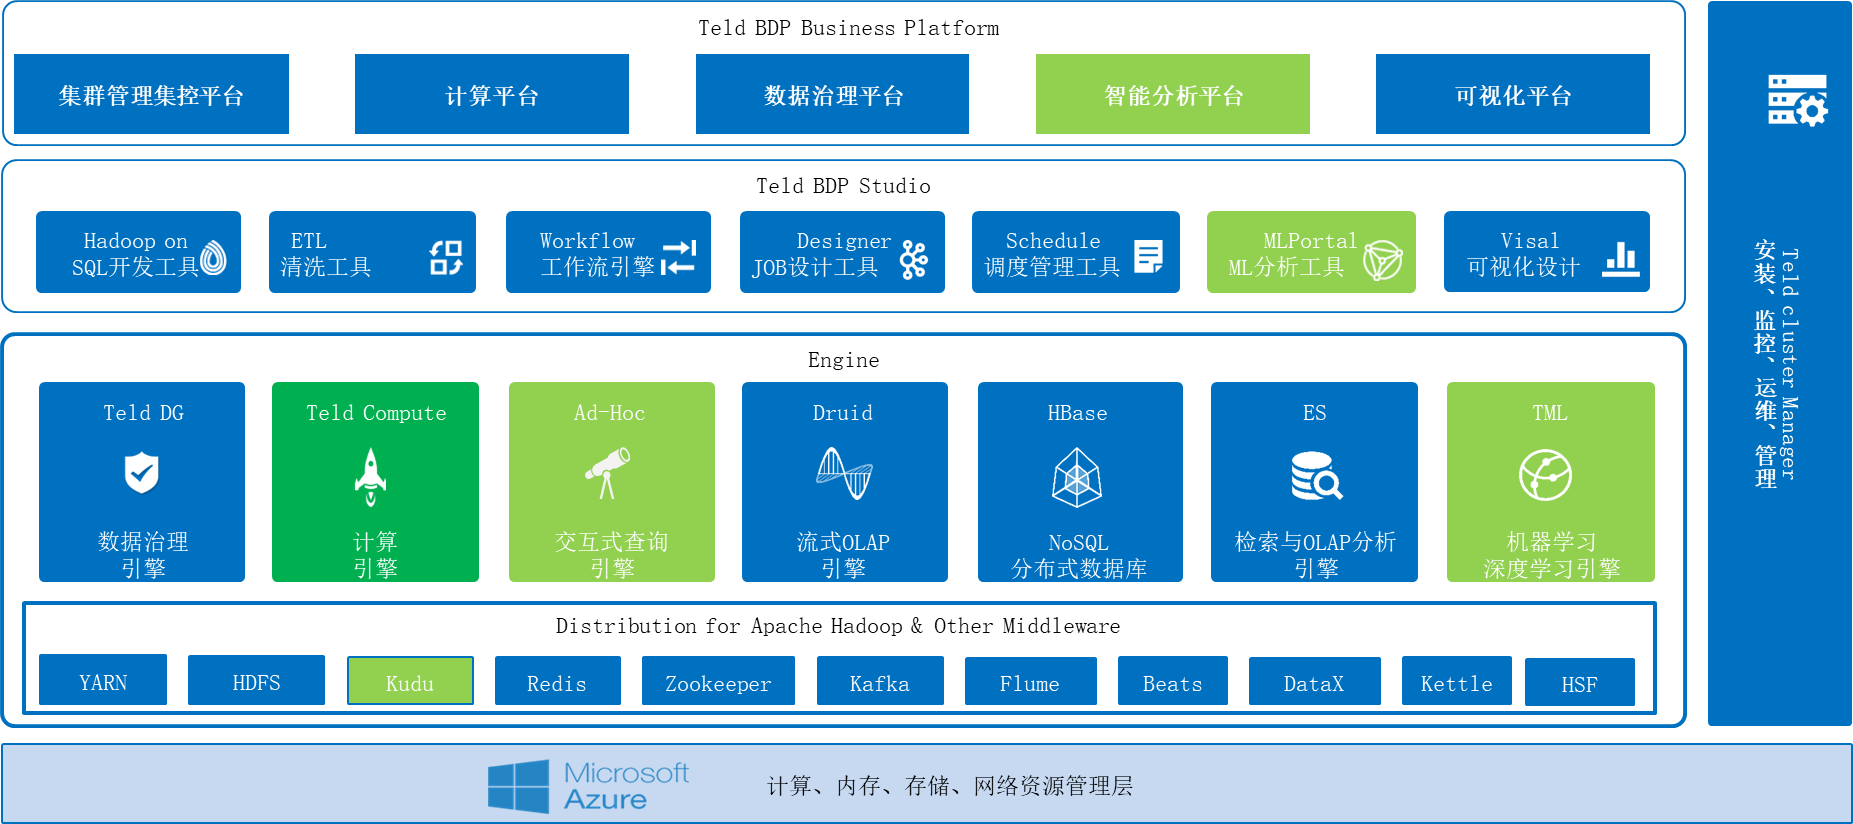 Teld BDP Business Platform
集群管理集控平台
计算平台
数据治理平台
智能分析平台
可视化平台
Teld BDP Studio
Hadoop on
SQL开发工具
ETL
清洗工具
Workflow
工作流引擎
Designer
JOB设计工具
Schedule
调度管理工具
MLPortal
ML分析工具
Visal
可视化设计
Engine
Teld DG
数据治理
引擎
Teld Compute
计算
引擎
Ad-Hoc
交互式查询
引擎
Druid
流式OLAP
引擎
HBase
NoSQL
分布式数据库
ES
检索与OLAP分析
引擎
TML
机器学习
深度学习引擎
Distribution for Apache Hadoop & Other Middleware
YARN
HDFS
Kudu
Redis
Zookeeper
Kafka
Flume
Beats
DataX
Kettle
HSF
Teld cluster Manager
安装、监控、运维、管理
Microsoft
Azure
计算、内存、存储、网络资源管理层